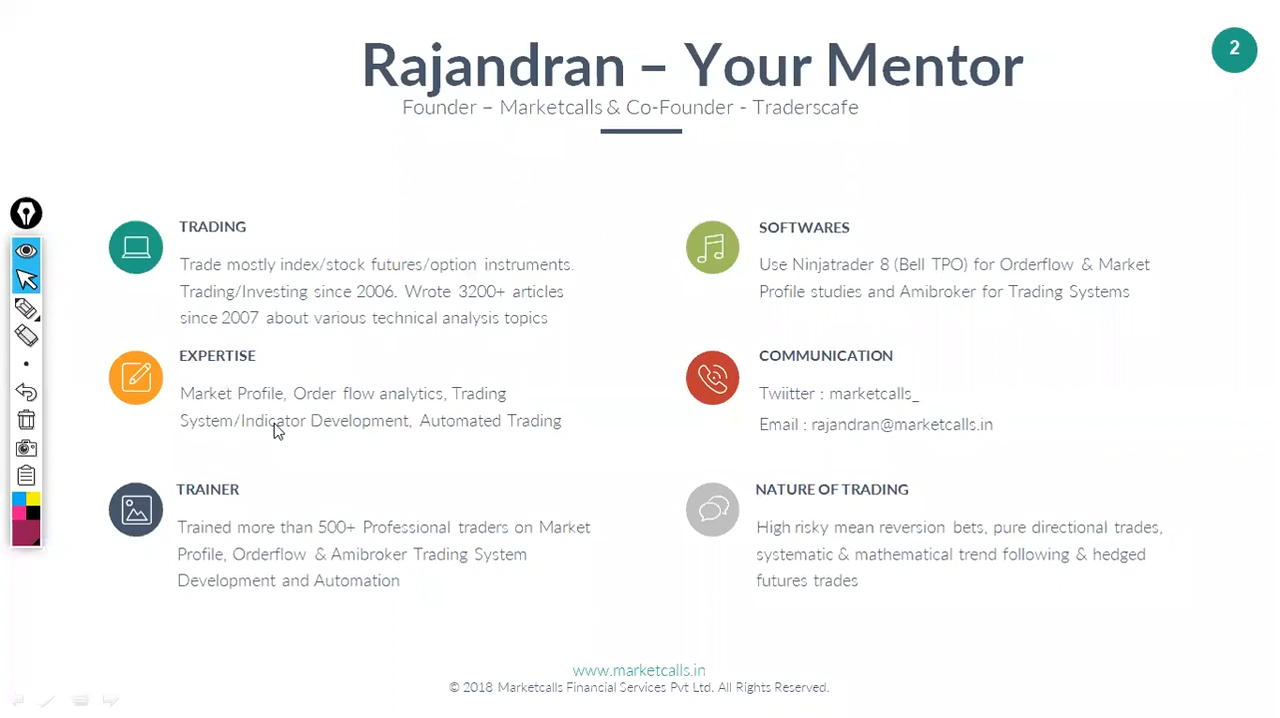 Rajandran – Your Mentor
2
Founder – Marketcalls & Co-Founder - Traderscafe
TRADING
Trade mostly index/stock futures/option instruments.
Trading/Investing since 2006. Wrote 3200+ articles
since 2007 about various technical analysis topics
EXPERTISE
Market Profile, Order flow analytics, Trading
System/Indicator Development, Automated Trading
TRAINER
Trained more than 500+ Professional traders on Market
Profile, Orderflow & Amibroker Trading System
Development and Automation
SOFTWARES
Use Ninjatrader 8 (Bell TPO) for Orderflow & Market
Profile studies and Amibroker for Trading Systems
COMMUNICATION
Twiitter : marketcalls_
Email : rajandran@marketcalls.in
NATURE OF TRADING
High risky mean reversion bets, pure directional trades,
systematic & mathematical trend following & hedged
futures trades
www.marketcalls.in
© 2018 Marketcalls Financial Services Pvt Ltd. All Rights Reserved.